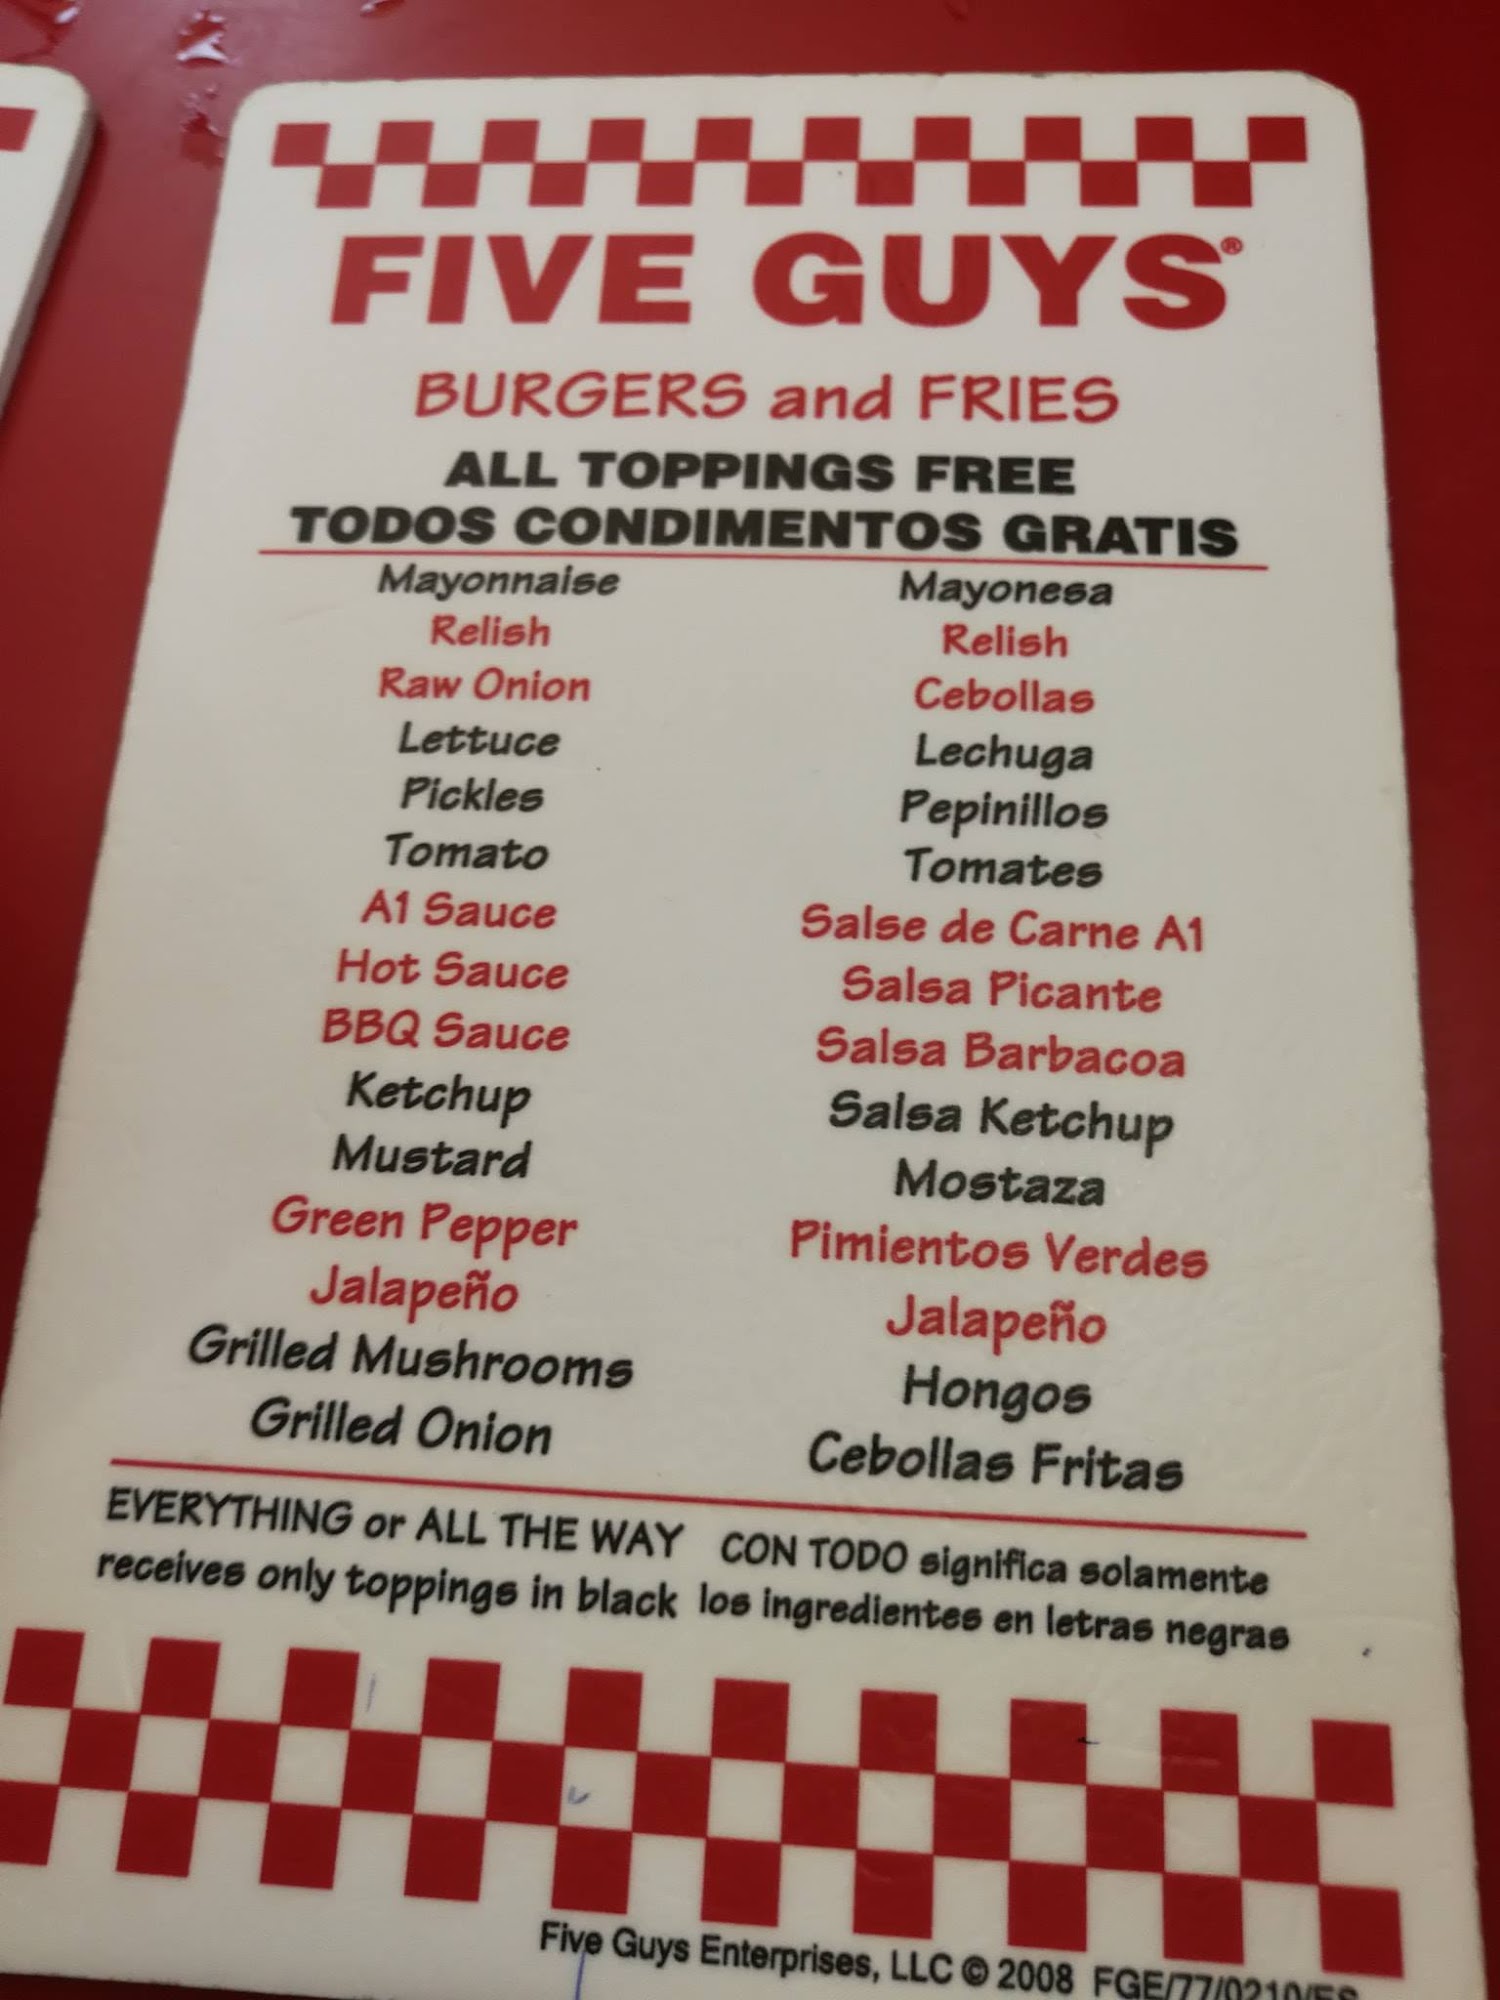 FIVE GUYS®
BURGERS and FRIES
ALL TOPPINGS FREE
TODOS CONDIMENTOS GRATIS
Mayonnaise Mayonesa
Relish Relish
Raw Onion Cebollas
Lettuce Lechuga
Pickles Pepinillos
Tomato Tomates
A1 Sauce Salse de Carne A1
Hot Sauce Salsa Picante
BBQ Sauce Salsa Barbacoa
Ketchup Salsa Ketchup
Mustard Mostaza
Green Pepper Pimientos Verdes
Jalapeño Jalapeño
Grilled Mushrooms Hongos
Grilled Onion Cebollas Fritas
EVERYTHING or ALL THE WAY CON TODO significa solamente
receives only toppings in black los ingredientes en letras negras
Five Guys Enterprises, LLC © 2008 FGE/77/0210/ES